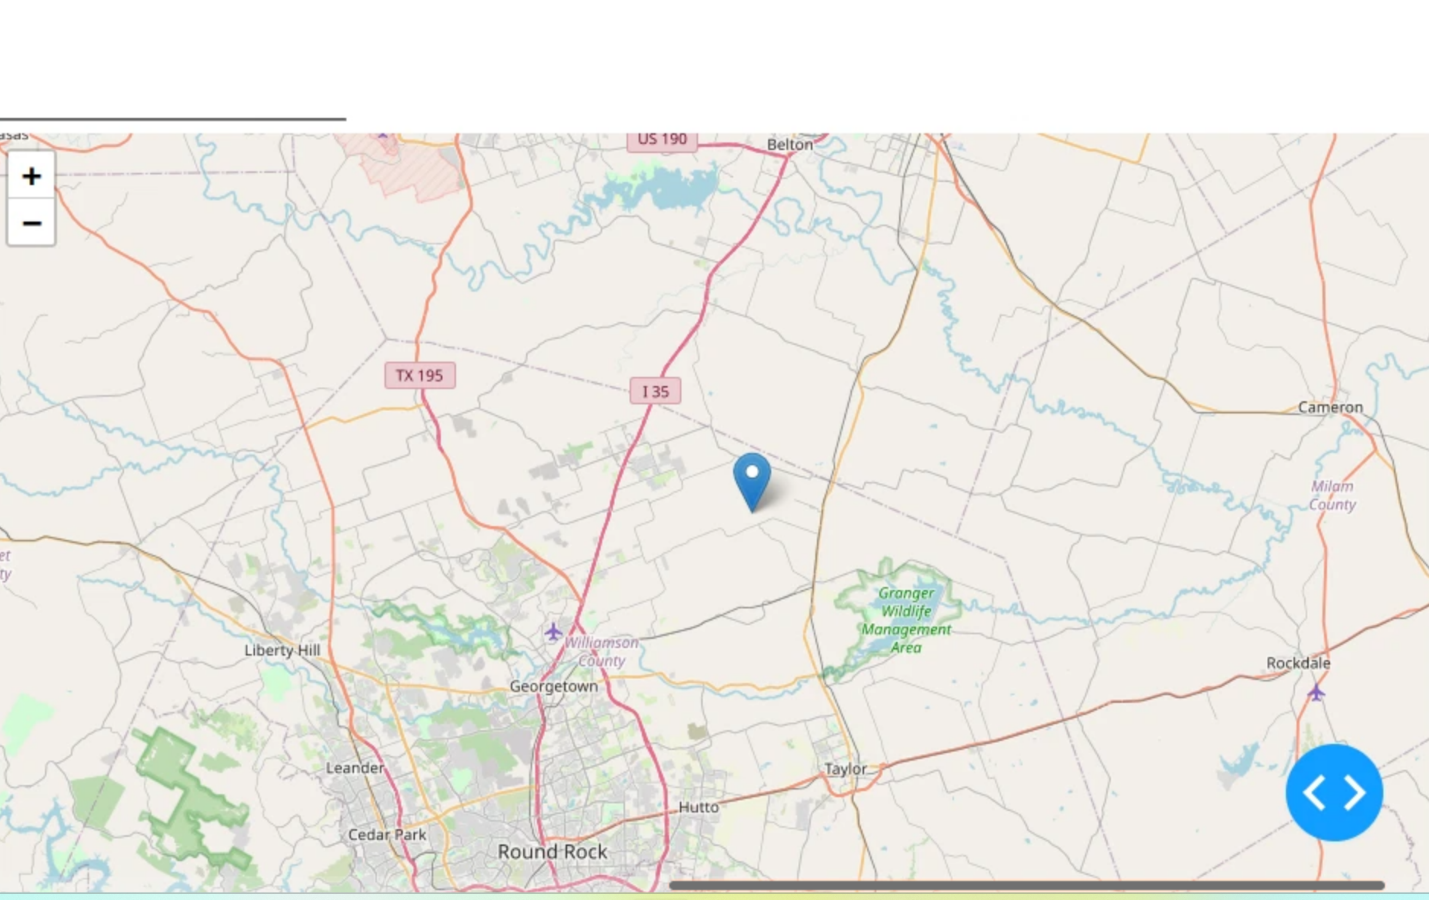 US 190
Belton
+
−
TX 195
I 35
Cameron
Milam
County
Granger
Wildlife
Management
Area
Williamson
County
Liberty Hill
Georgetown
Rockdale
Leander
Taylor
Hutto
Cedar Park
Round Rock